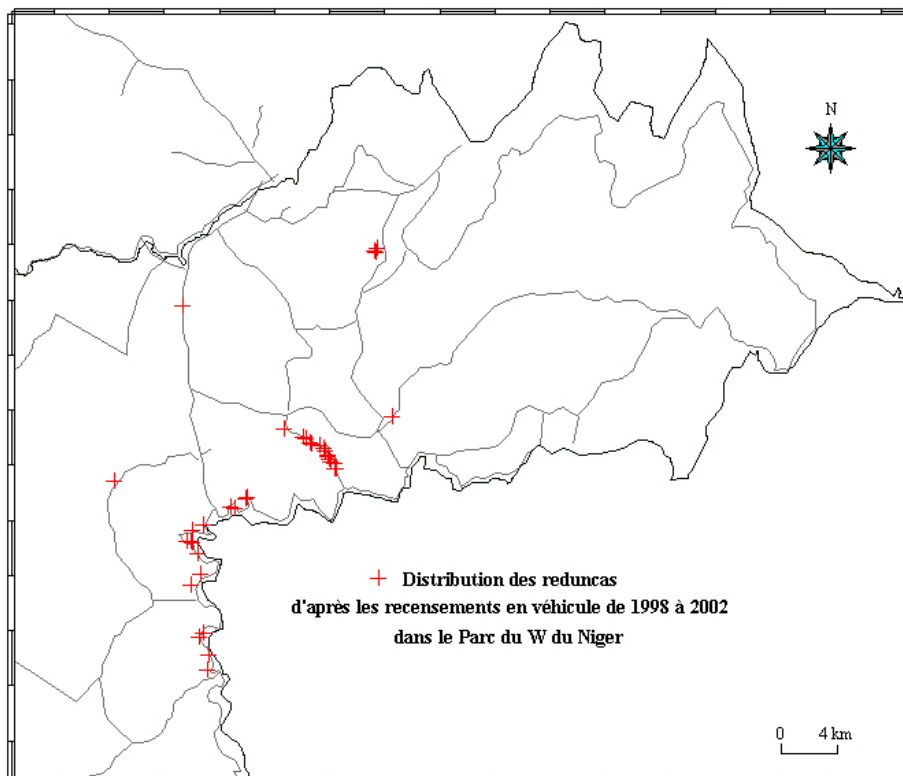 N
Distribution des reduncas
d'après les recensements en véhicule de 1998 à 2002
dans le Parc du W du Niger
0 4 km